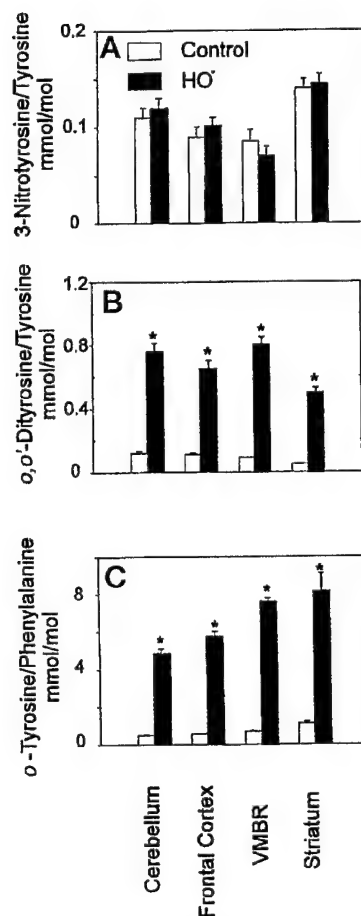 A
Control
HO·
3-Nitrotyrosine/Tyrosine
mmol/mol
0,2
0.1
0
B
*
*
*
*
o,o'-Dityrosine/Tyrosine
mmol/mol
1.2
0.8
0.4
0
C
*
*
*
*
o-Tyrosine/Phenylalanine
mmol/mol
8
4
0
Cerebellum
Frontal Cortex
VMBR
Striatum